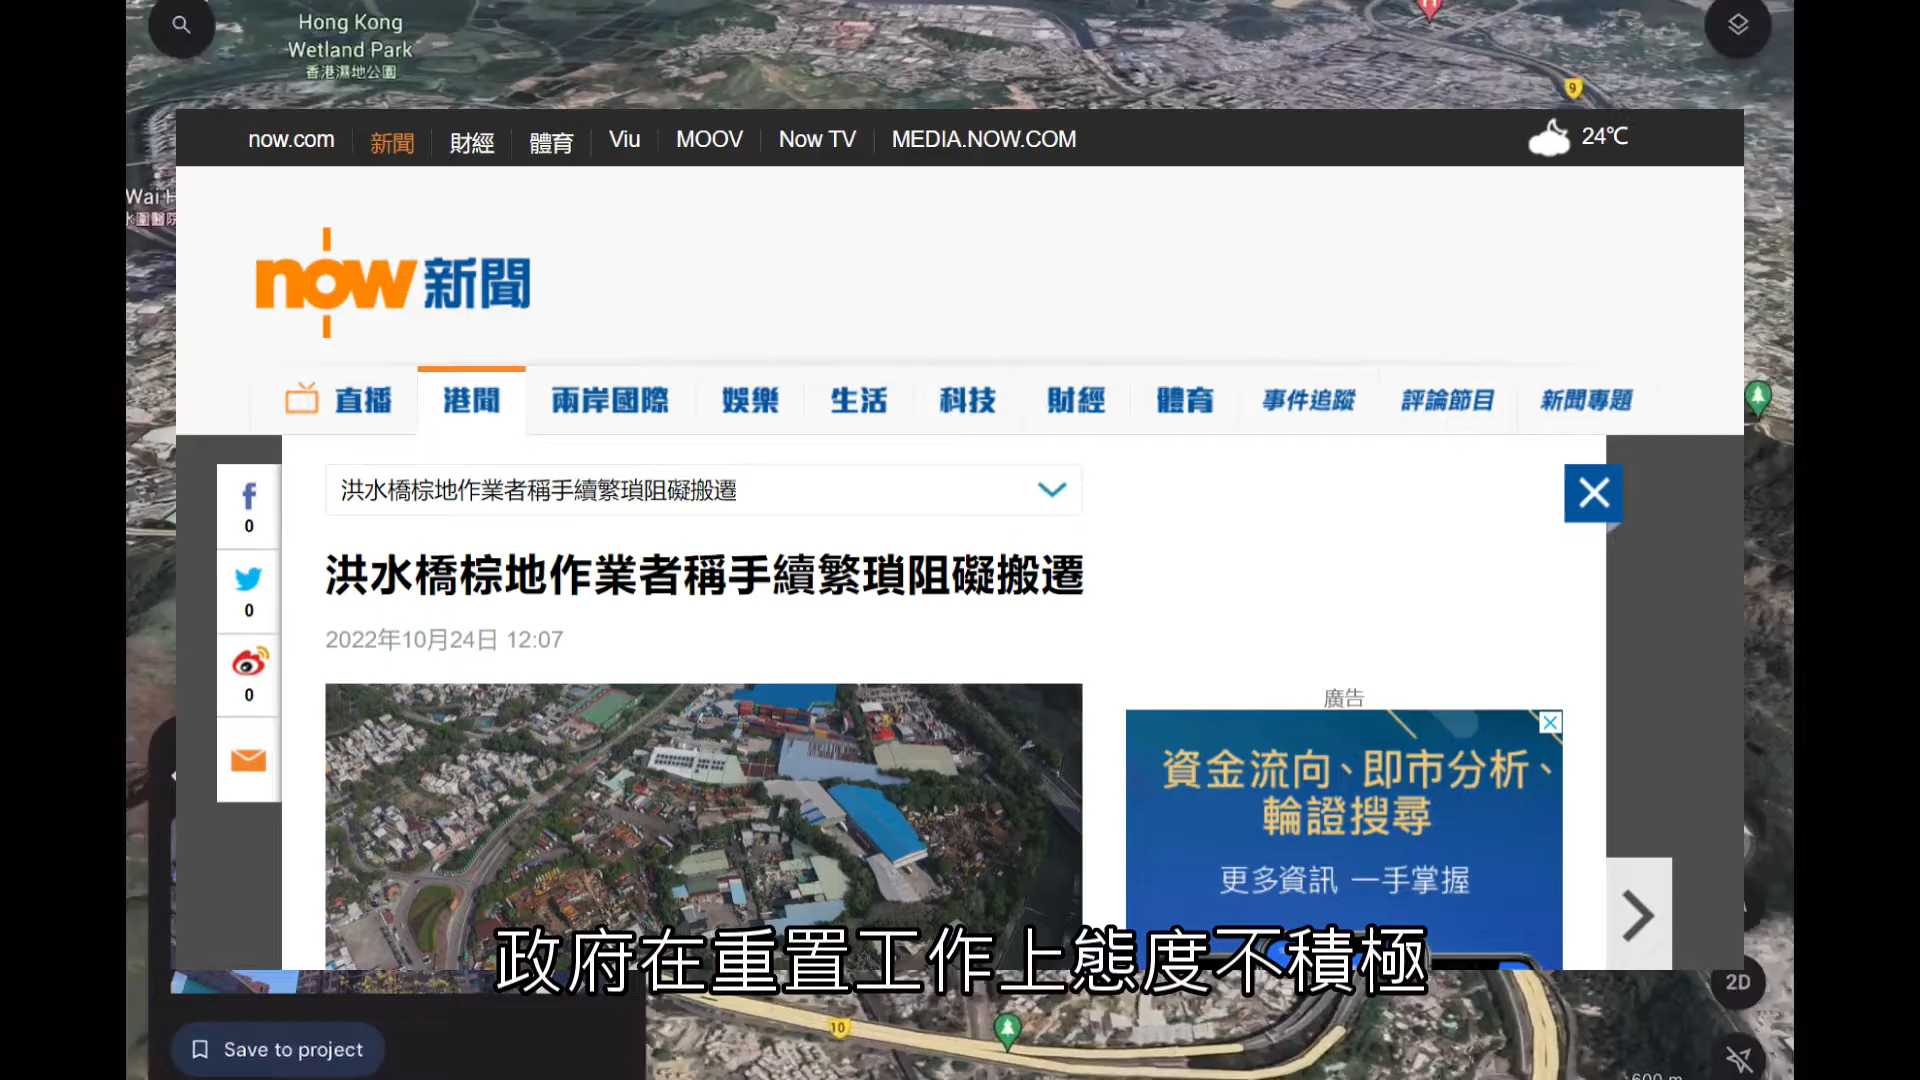 Hong Kong
Wetland Park
香港濕地公園
9
now.com 新聞 財經 體育 Viu MOOV Now TV MEDIA.NOW.COM 24℃
Wai H
now 新聞
直播 港聞 兩岸國際 娛樂 生活 科技 財經 體育 事件追蹤 評論節目 新聞專題
洪水橋棕地作業者稱手續繁瑣阻礙搬遷
0
洪水橋棕地作業者稱手續繁瑣阻礙搬遷
0
2022年10月24日 12:07
0
廣告
資金流向、即市分析、
輪證搜尋
更多資訊 一手掌握
政府在重置工作上態度不積極
2D
10
Save to project